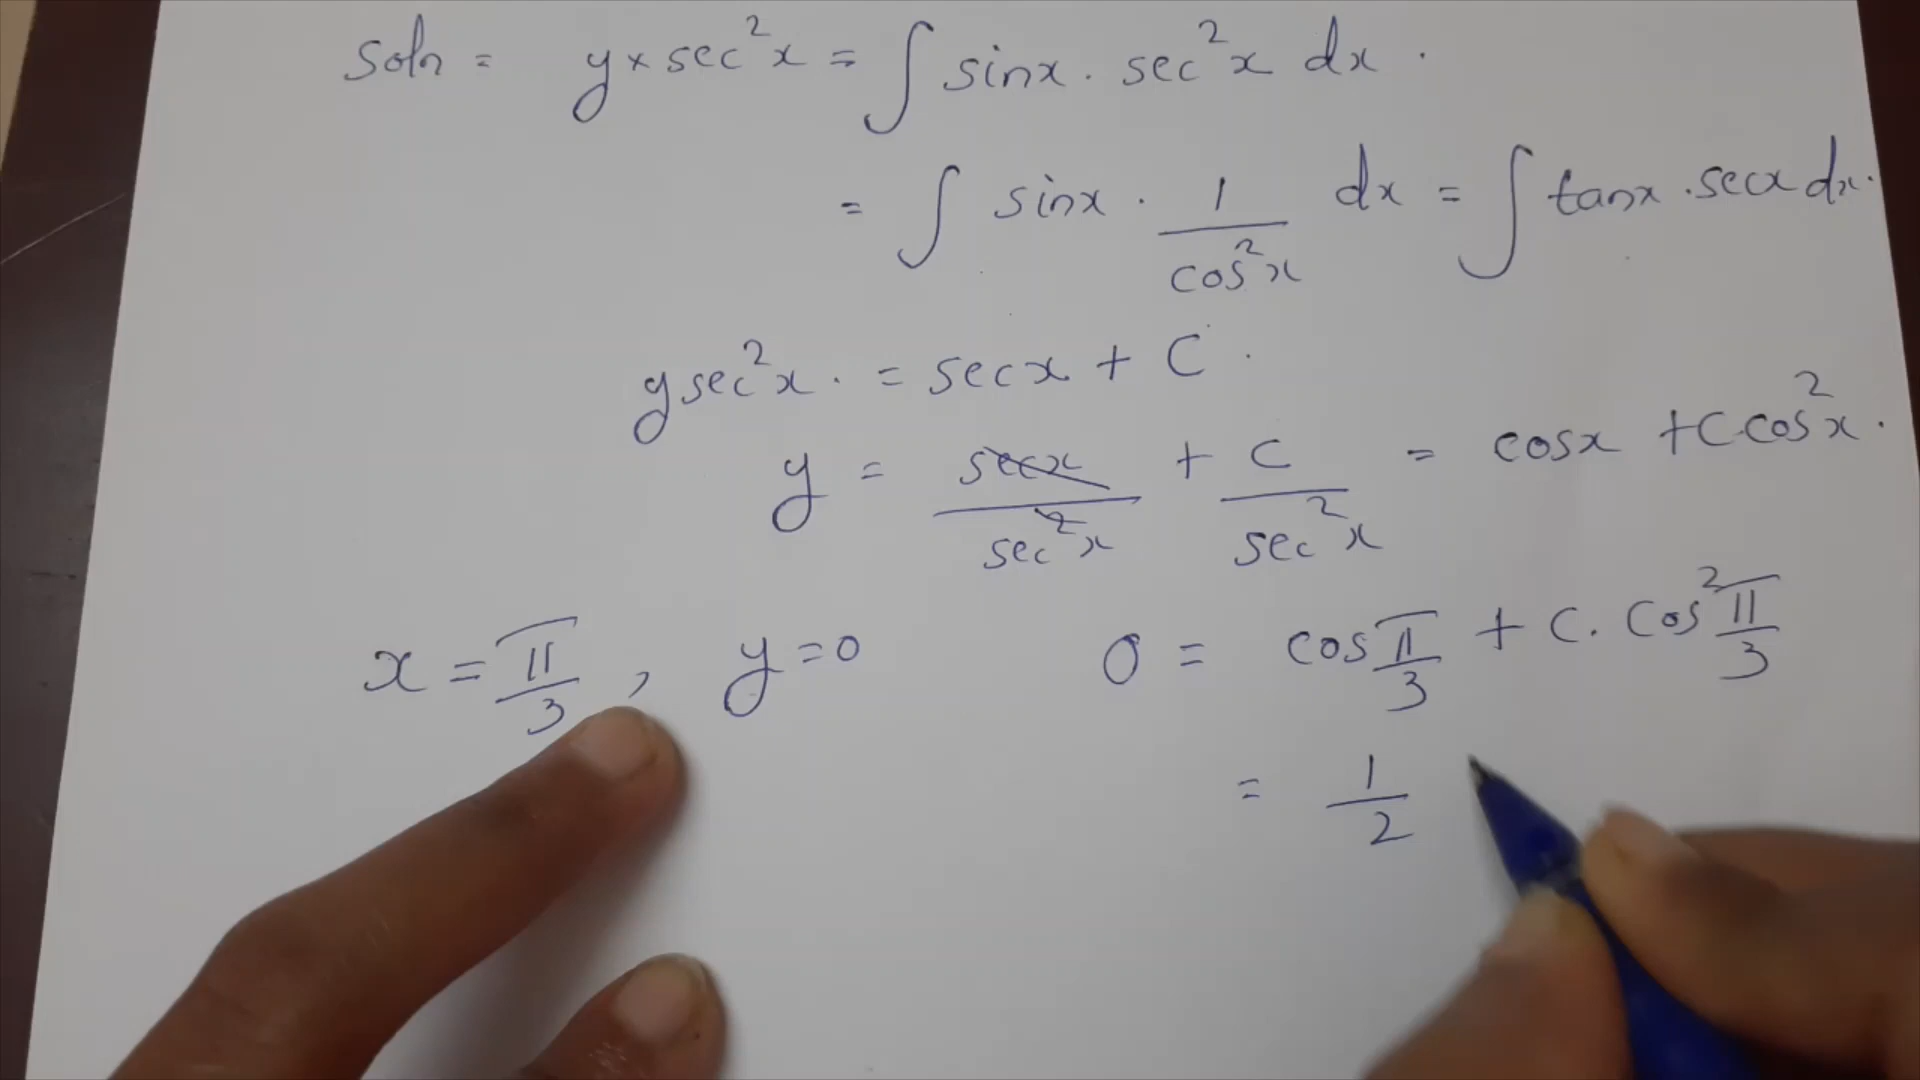 Soln = y × sec²x = ∫ sinx . sec²x dx .
= ∫ sinx . 1/cos²x dx = ∫ tanx . secx dx .
y sec²x . = secx + C .
y = secx/sec²x + C/sec²x = cosx + C cos²x .
x = π/3 , y = 0 0 = cos π/3 + C . cos² π/3
= 1/2